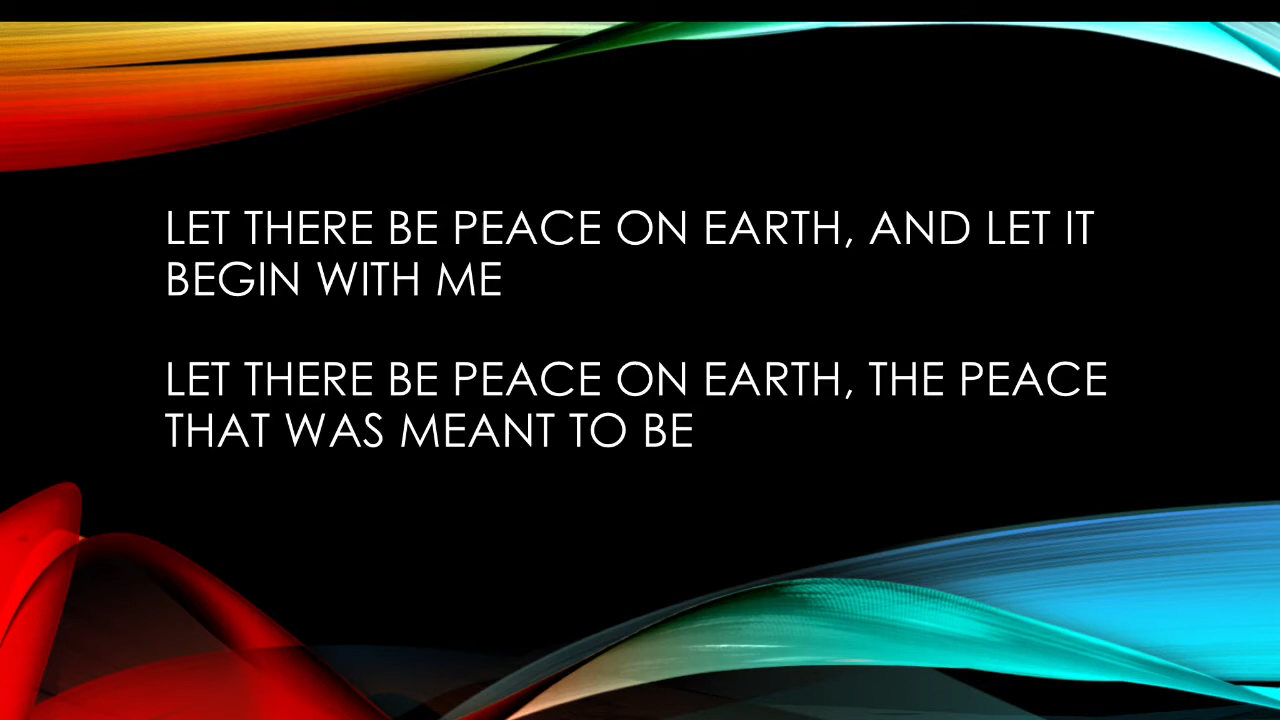 LET THERE BE PEACE ON EARTH, AND LET IT
BEGIN WITH ME
LET THERE BE PEACE ON EARTH, THE PEACE
THAT WAS MEANT TO BE